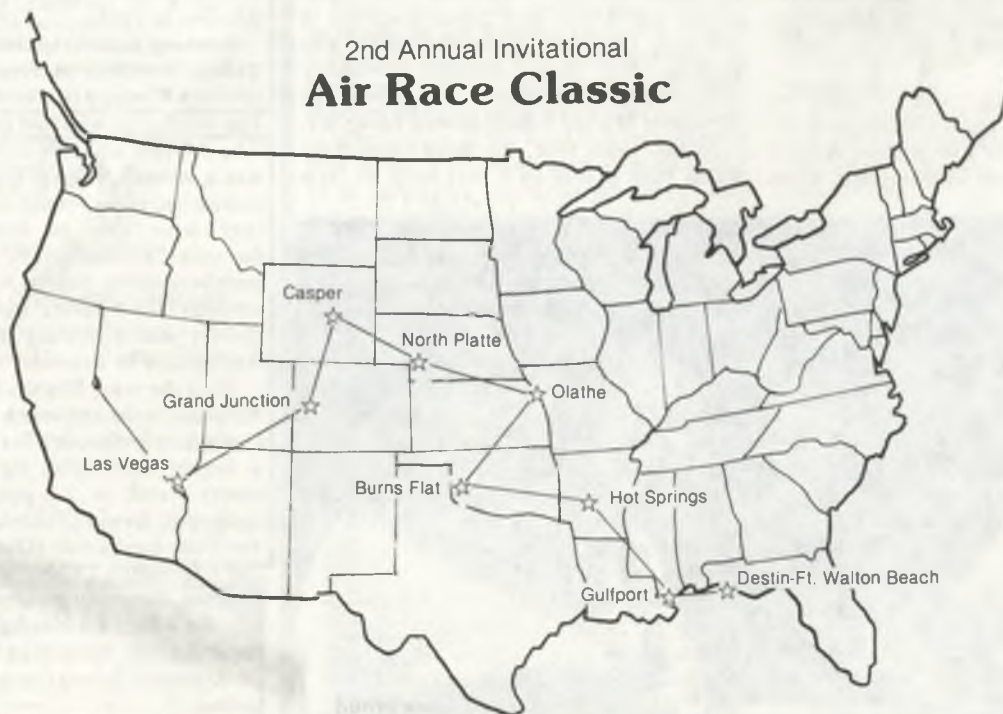 2nd Annual Invitational
Air Race Classic
Casper
North Platte
Grand Junction
Olathe
Las Vegas
Burns Flat
Hot Springs
Destin-Ft. Walton Beach
Gulfport